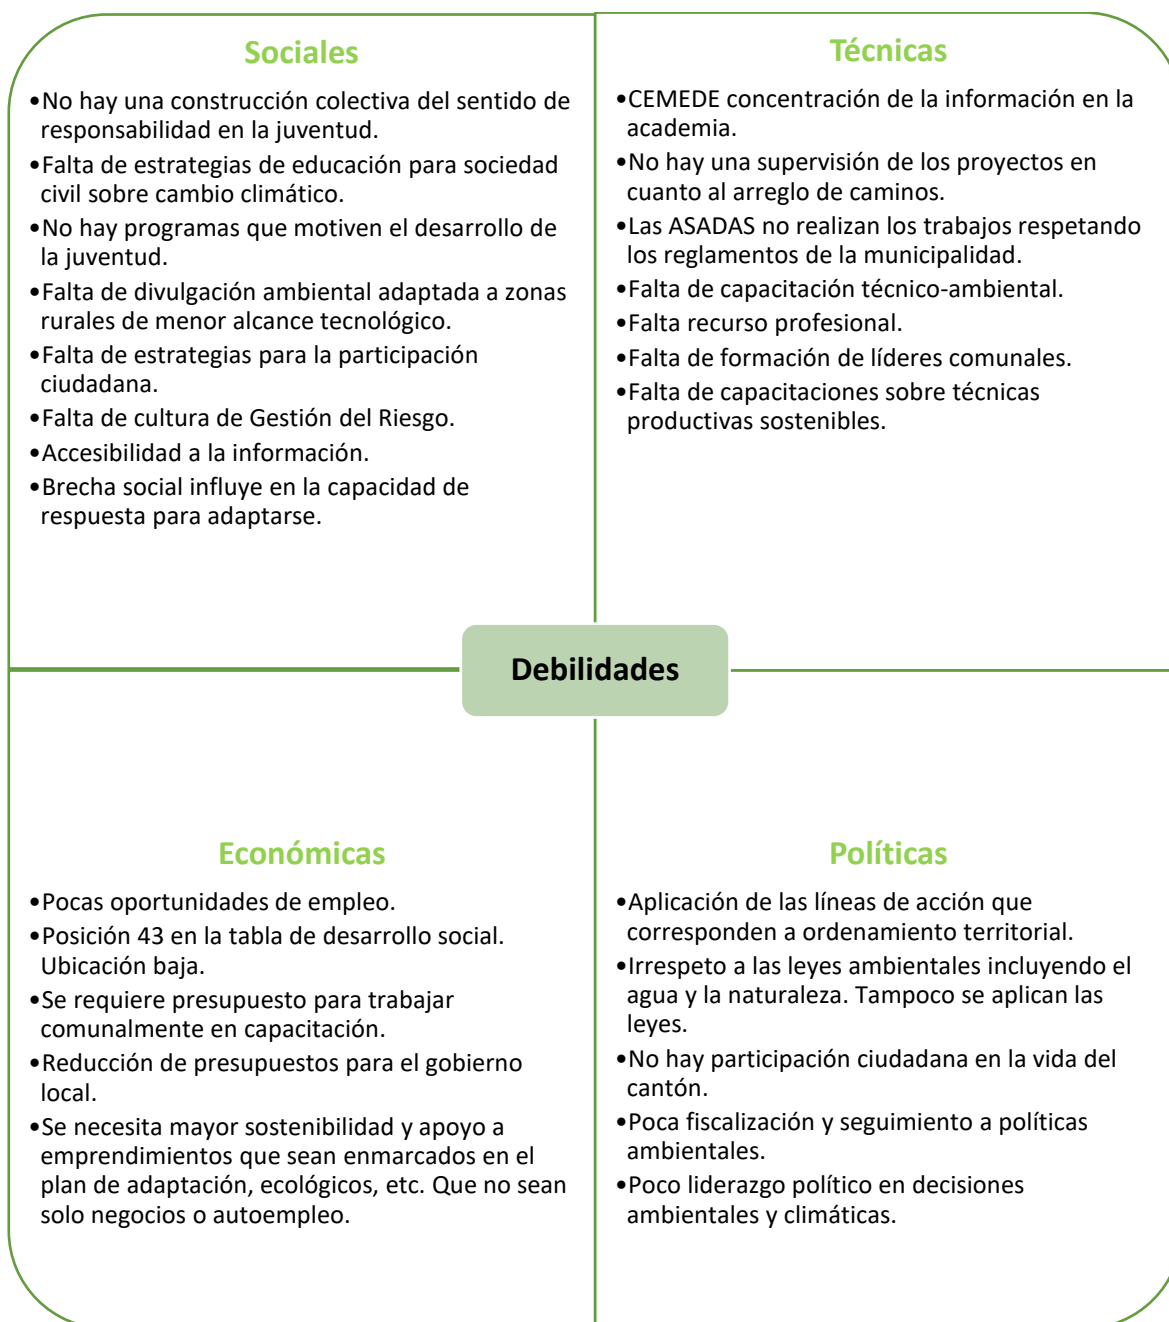 Sociales
•No hay una construcción colectiva del sentido de
responsabilidad en la juventud.
•Falta de estrategias de educación para sociedad
civil sobre cambio climático.
•No hay programas que motiven el desarrollo de
la juventud.
•Falta de divulgación ambiental adaptada a zonas
rurales de menor alcance tecnológico.
•Falta de estrategias para la participación
ciudadana.
•Falta de cultura de Gestión del Riesgo.
•Accesibilidad a la información.
•Brecha social influye en la capacidad de
respuesta para adaptarse.
Técnicas
•CEMEDE concentración de la información en la
academia.
•No hay una supervisión de los proyectos en
cuanto al arreglo de caminos.
•Las ASADAS no realizan los trabajos respetando
los reglamentos de la municipalidad.
•Falta de capacitación técnico-ambiental.
•Falta recurso profesional.
•Falta de formación de líderes comunales.
•Falta de capacitaciones sobre técnicas
productivas sostenibles.
Debilidades
Económicas
•Pocas oportunidades de empleo.
•Posición 43 en la tabla de desarrollo social.
Ubicación baja.
•Se requiere presupuesto para trabajar
comunalmente en capacitación.
•Reducción de presupuestos para el gobierno
local.
•Se necesita mayor sostenibilidad y apoyo a
emprendimientos que sean enmarcados en el
plan de adaptación, ecológicos, etc. Que no sean
solo negocios o autoempleo.
Políticas
•Aplicación de las líneas de acción que
corresponden a ordenamiento territorial.
•Irrespeto a las leyes ambientales incluyendo el
agua y la naturaleza. Tampoco se aplican las
leyes.
•No hay participación ciudadana en la vida del
cantón.
•Poca fiscalización y seguimiento a políticas
ambientales.
•Poco liderazgo político en decisiones
ambientales y climáticas.